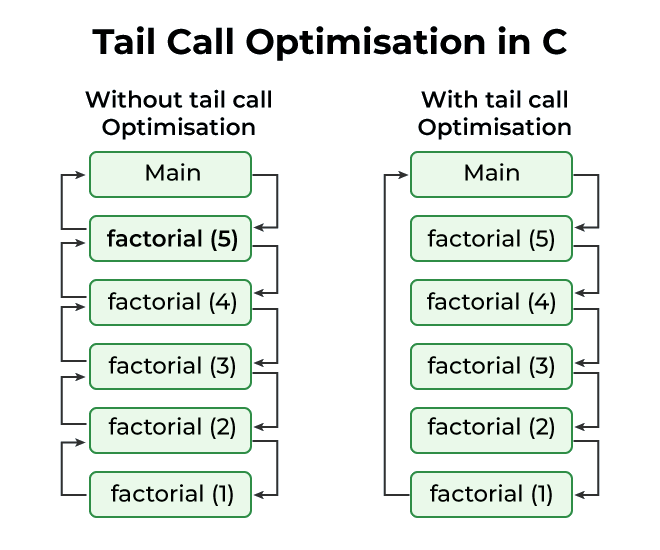 Tail Call Optimisation in C
Without tail call
Optimisation
Main
factorial (5)
factorial (4)
factorial (3)
factorial (2)
factorial (1)
With tail call
Optimisation
Main
factorial (5)
factorial (4)
factorial (3)
factorial (2)
factorial (1)